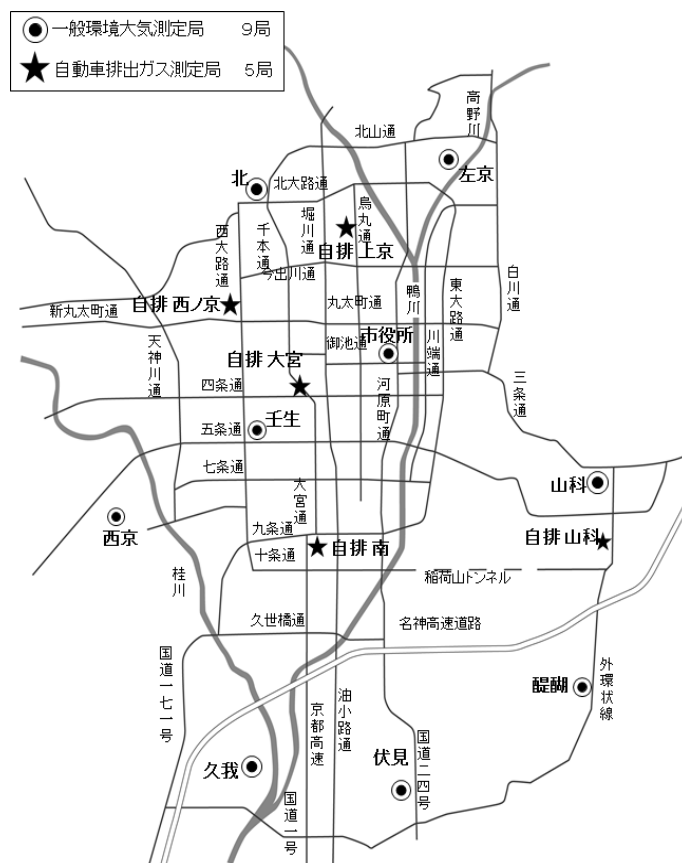 一般環境大気測定局 9局
自動車排出ガス測定局 5局
高野川
北山通
左京
北
北大路通
堀川通
烏丸通
千本通
西大路通
自排 上京
今出川通
白川通
東大路通
鴨川
新丸太町通
自排 西ノ京
丸太町通
市役所
御池通
川端通
天神川通
自排 大宮
四条通
河原町通
三条通
五条通
壬生
七条通
大宮通
山科
西京
九条通
自排 南
自排 山科
十条通
稲荷山トンネル
桂川
久世橋通
名神高速道路
国道一七一号
外環状線
醍醐
京都高速
油小路通
久我
伏見
国道二四号
国道一号